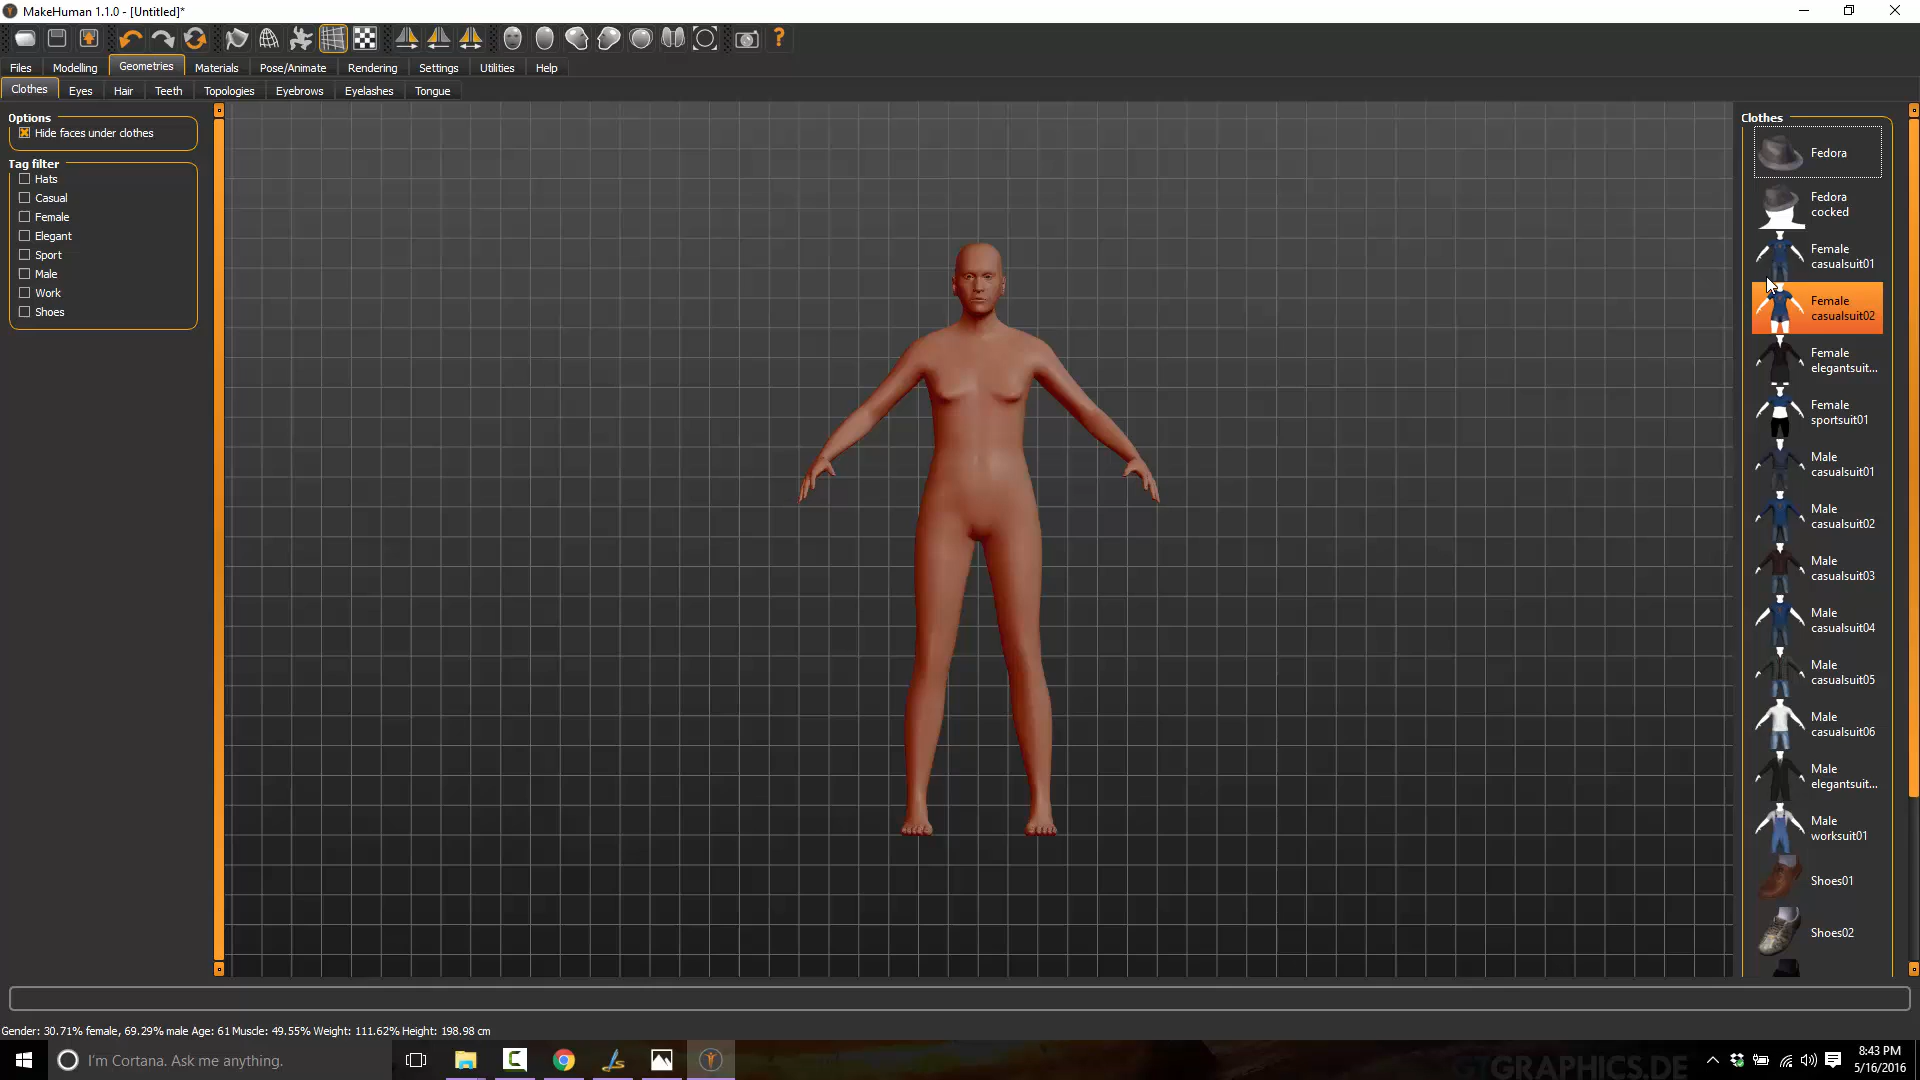 MakeHuman 1.1.0 - [Untitled]*
Files Modelling Geometries Materials Pose/Animate Rendering Settings Utilities Help
Clothes Eyes Hair Teeth Topologies Eyebrows Eyelashes Tongue
Options
Hide faces under clothes
Tag filter
Hats
Casual
Female
Elegant
Sport
Male
Work
Shoes
Clothes
Fedora
Fedora
cocked
Female
casualsuit01
Female
casualsuit02
Female
elegantsuit...
Female
sportsuit01
Male
casualsuit01
Male
casualsuit02
Male
casualsuit03
Male
casualsuit04
Male
casualsuit05
Male
casualsuit06
Male
elegantsuit...
Male
worksuit01
Shoes01
Shoes02
Gender: 30.71% female, 69.29% male Age: 61 Muscle: 49.55% Weight: 111.62% Height: 198.98 cm
I'm Cortana. Ask me anything.
GTGRAPHICS.DE
8:43 PM
5/16/2016